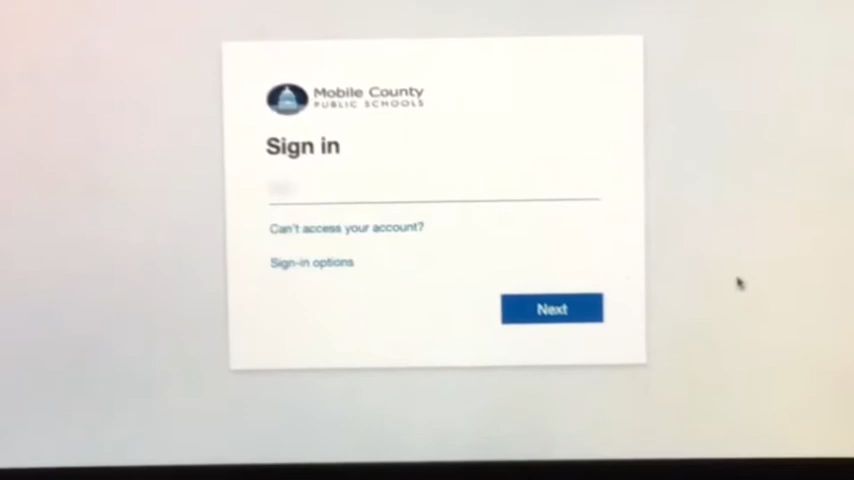 Mobile County
PUBLIC SCHOOLS
Sign in
Can't access your account?
Sign-in options
Next